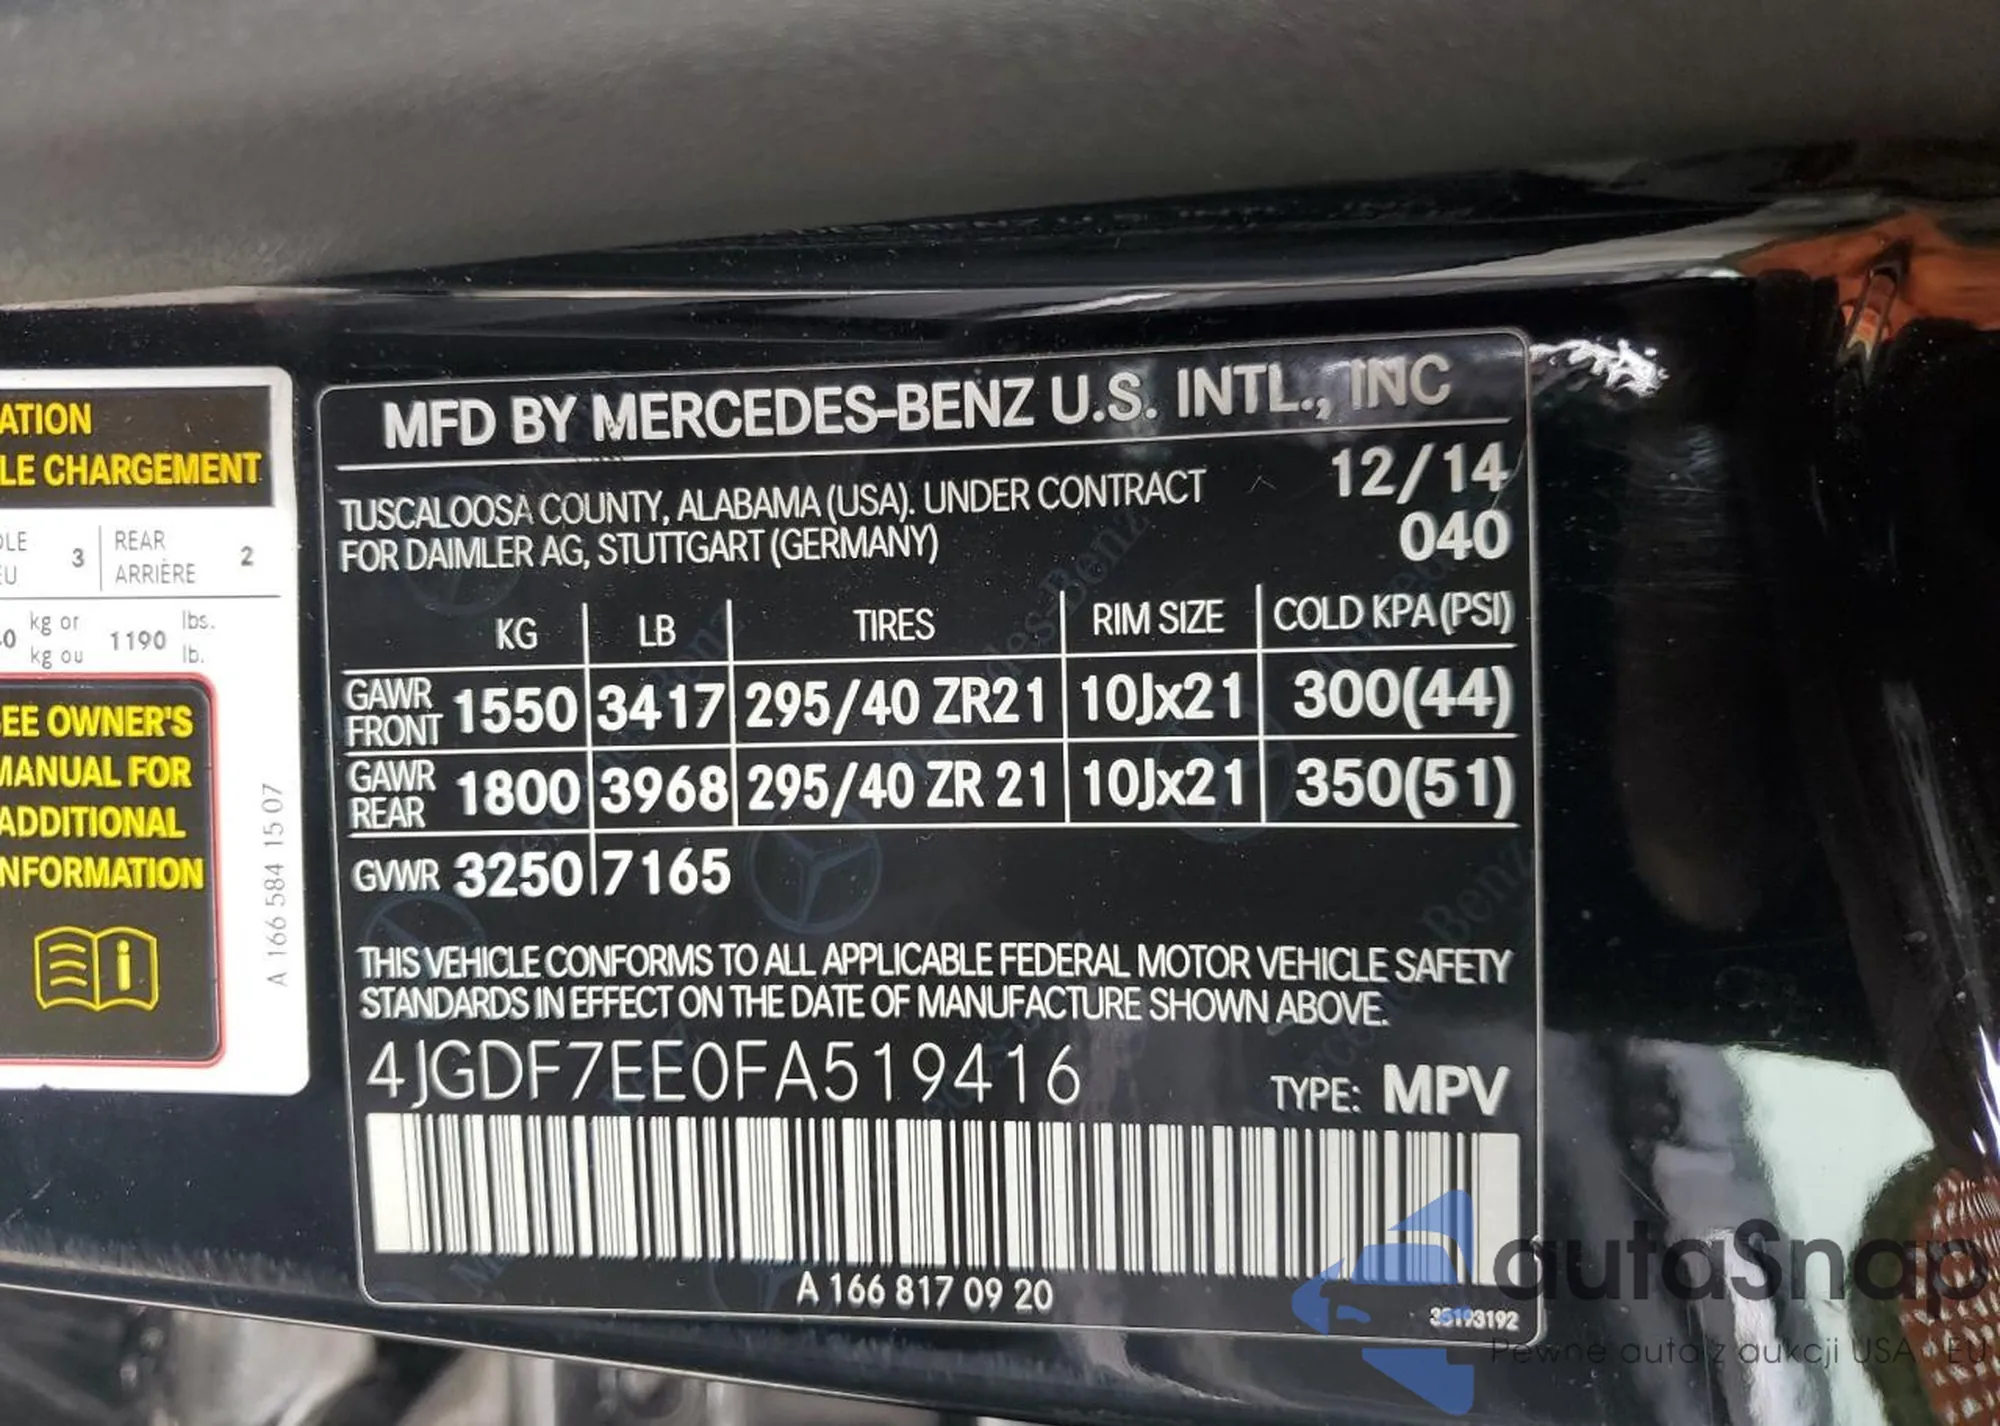 ATION
LE CHARGEMENT
3 REAR 2
ARRIÈRE
kg or 1190 lbs.
kg ou lb.
OWNER'S
MANUAL FOR
ADDITIONAL
INFORMATION
A 166 584 15 07
MFD BY MERCEDES-BENZ U.S. INTL., INC
TUSCALOOSA COUNTY, ALABAMA (USA). UNDER CONTRACT 12/14
FOR DAIMLER AG, STUTTGART (GERMANY) 040
KG LB TIRES RIM SIZE COLD KPA(PSI)
GAWR FRONT 1550 3417 295/40 ZR21 10Jx21 300(44)
GAWR REAR 1800 3968 295/40 ZR 21 10Jx21 350(51)
GVWR 3250 7165
THIS VEHICLE CONFORMS TO ALL APPLICABLE FEDERAL MOTOR VEHICLE SAFETY
STANDARDS IN EFFECT ON THE DATE OF MANUFACTURE SHOWN ABOVE.
4JGDF7EE0FA519416 TYPE: MPV
A 166 817 09 20
35193192
autaSnap
Pewne auta z aukcji USA EU